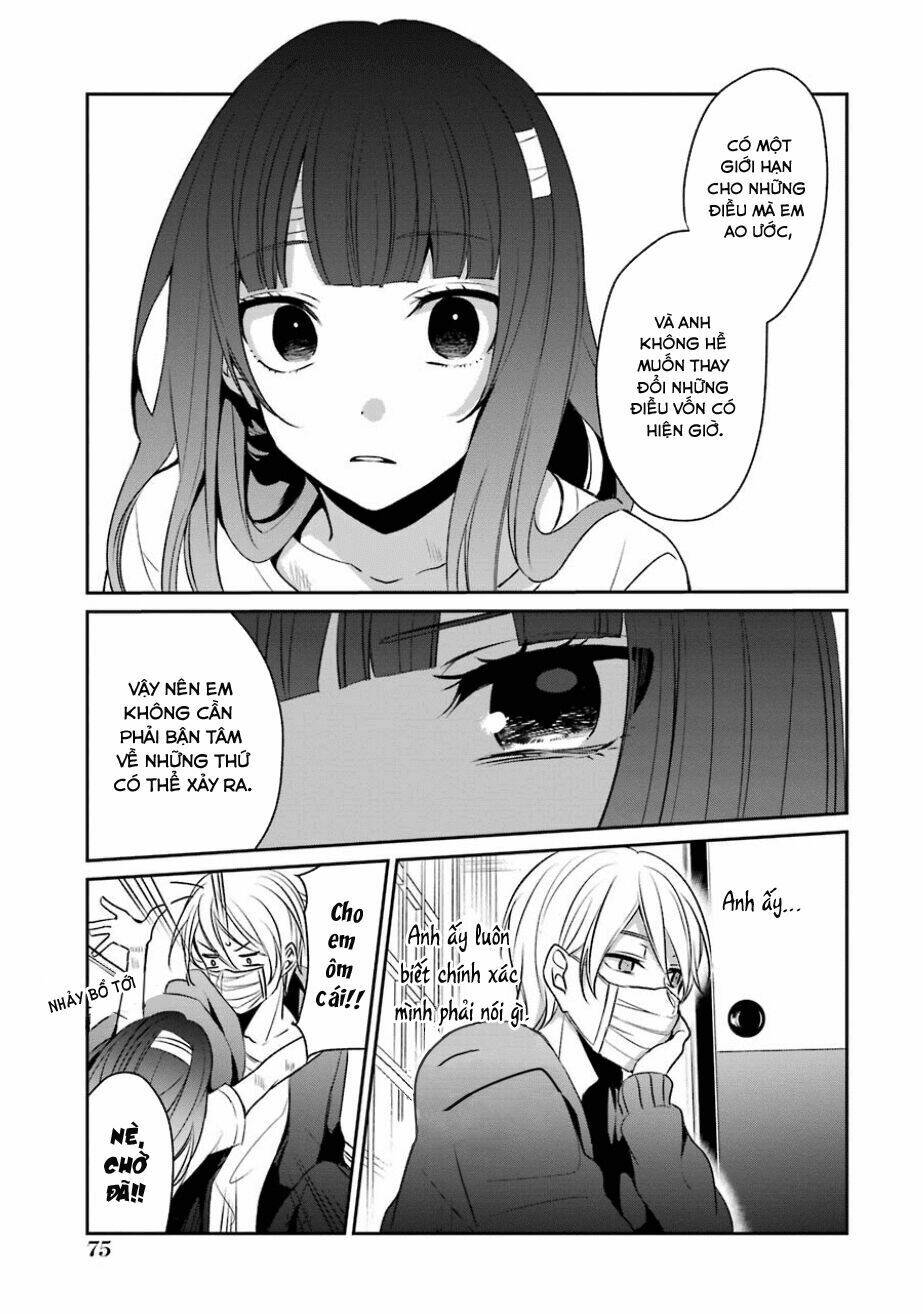 CÓ MỘT
GIỚI HẠN
CHO NHỮNG
ĐIỀU MÀ EM
AO ƯỚC,
VÀ ANH
KHÔNG HỀ
MUỐN THAY
ĐỔI NHỮNG
ĐIỀU VỐN CÓ
HIỆN GIỜ.
VẬY NÊN EM
KHÔNG CẦN
PHẢI BẬN TÂM
VỀ NHỮNG THỨ
CÓ THỂ XẢY RA.
Anh ấy...
Anh ấy luôn
biết chính xác
mình phải nói gì!
Cho
em
ôm
cái!!
NHẢY BỔ TỚI
NÈ,
CHỜ
ĐÃ!!
75